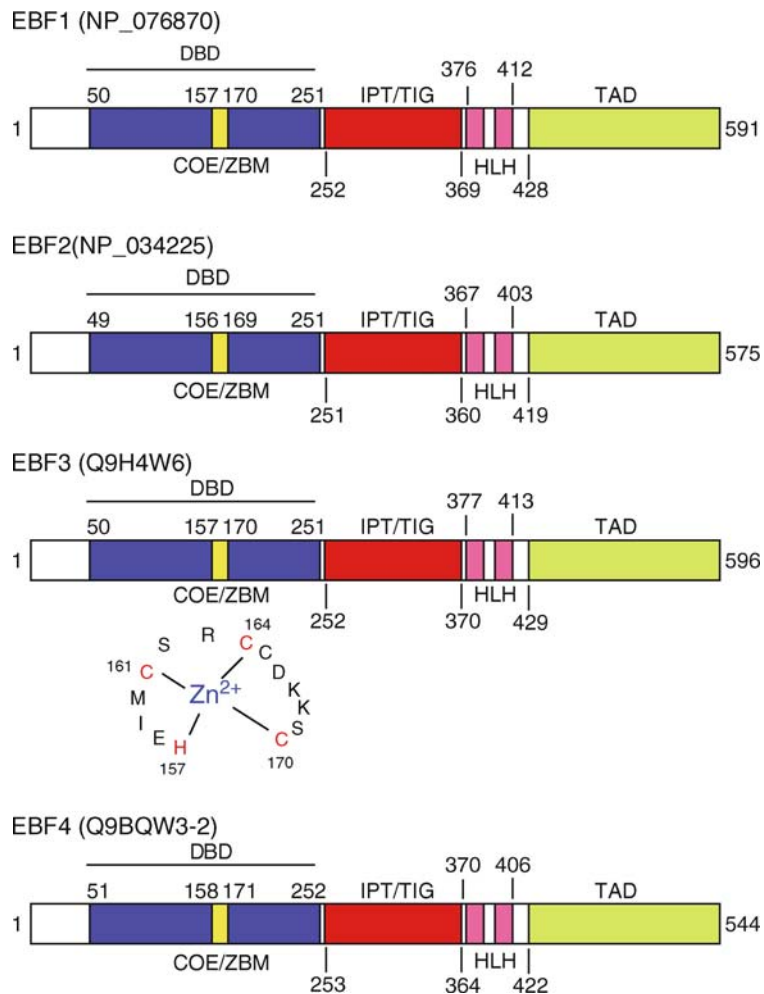 EBF1 (NP_076870)
DBD
376 412
50 157 170 251 IPT/TIG TAD
1 591
COE/ZBM HLH
252 369 428
EBF2(NP_034225)
DBD
367 403
49 156 169 251 IPT/TIG TAD
1 575
COE/ZBM HLH
251 360 419
EBF3 (Q9H4W6)
DBD
377 413
50 157 170 251 IPT/TIG TAD
1 596
COE/ZBM HLH
252 370 429
164
S R C
161 C C
D
M Zn2+ K
I K
E H C S
157 170
EBF4 (Q9BQW3-2)
DBD
370 406
51 158 171 252 IPT/TIG TAD
1 544
COE/ZBM HLH
253 364 422